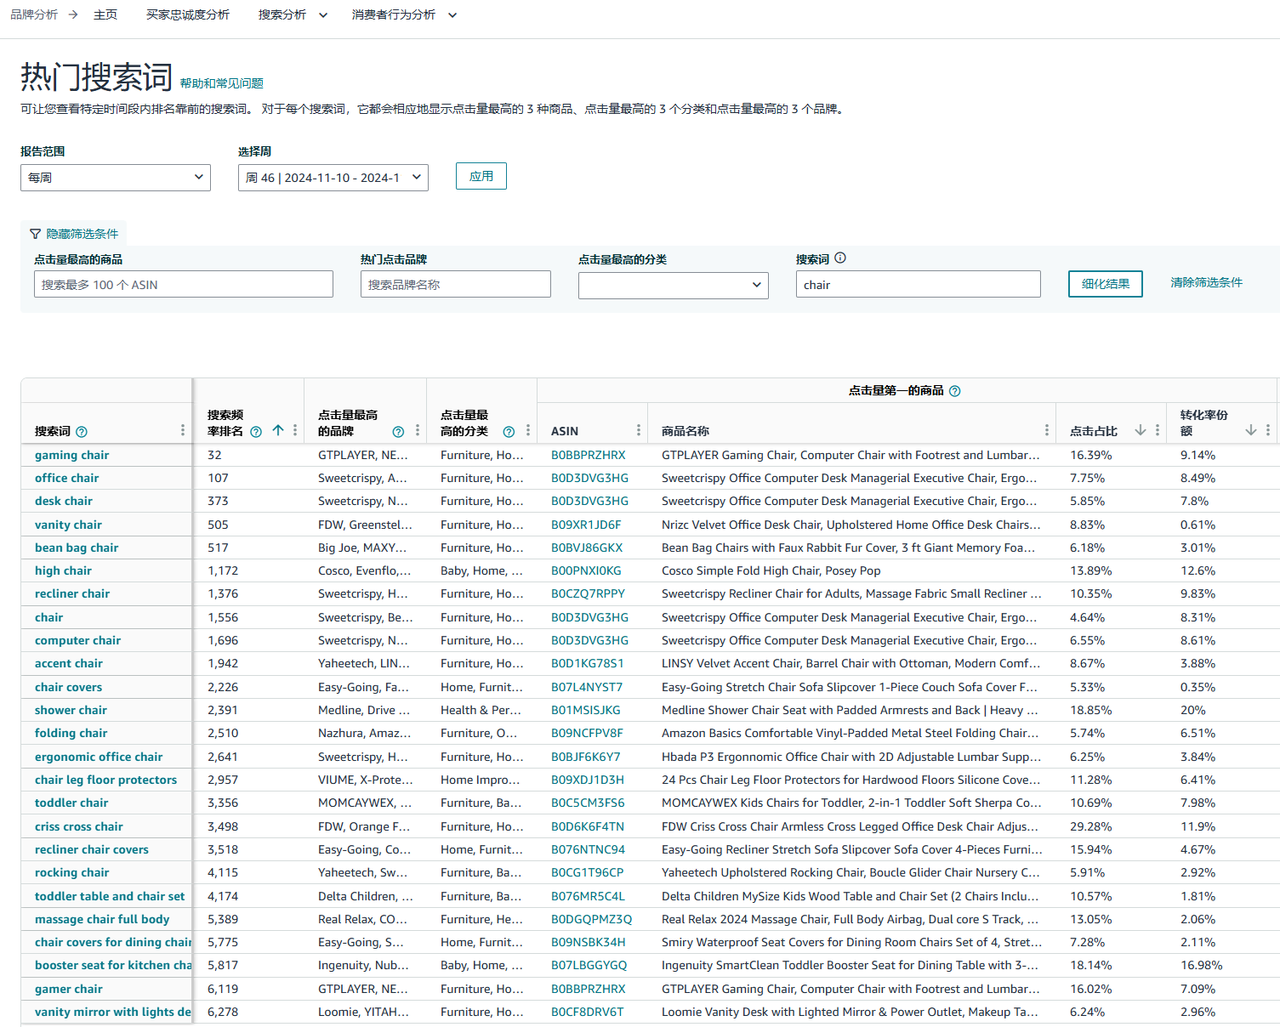 品牌分析 → 主页 买家忠诚度分析 搜索分析 消费者行为分析
热门搜索词 帮助和常见问题
可让您查看特定时间段内排名靠前的搜索词。 对于每个搜索词，它都会相应地显示点击量最高的 3 种商品、点击量最高的 3 个分类和点击量最高的 3 个品牌。
报告范围 选择周
每周 周 46 | 2024-11-10 - 2024-1 应用
隐藏筛选条件
点击量最高的商品 热门点击品牌 点击量最高的分类 搜索词
搜索最多 100 个 ASIN 搜索品牌名称 chair 细化结果 清除筛选条件
点击量第一的商品
搜索词 搜索频率排名 点击量最高的品牌 点击量最高的分类 ASIN 商品名称 点击占比 转化率份额
gaming chair 32 GTPLAYER, NE... Furniture, Ho... B0BBPRZHRX GTPLAYER Gaming Chair, Computer Chair with Footrest and Lumbar... 16.39% 9.14%
office chair 107 Sweetcrispy, A... Furniture, Ho... B0D3DVG3HG Sweetcrispy Office Computer Desk Managerial Executive Chair, Ergo... 7.75% 8.49%
desk chair 373 Sweetcrispy, N... Furniture, Ho... B0D3DVG3HG Sweetcrispy Office Computer Desk Managerial Executive Chair, Ergo... 5.85% 7.8%
vanity chair 505 FDW, Greenstel... Furniture, Ho... B09XR1JD6F Nrizc Velvet Office Desk Chair, Upholstered Home Office Desk Chairs... 8.83% 0.61%
bean bag chair 517 Big Joe, MAXY... Furniture, Ho... B0BVJ86GKX Bean Bag Chairs with Faux Rabbit Fur Cover, 3 ft Giant Memory Foa... 6.18% 3.01%
high chair 1,172 Cosco, Evenflo,... Baby, Home, ... B00PNXI0KG Cosco Simple Fold High Chair, Posey Pop 13.89% 12.6%
recliner chair 1,376 Sweetcrispy, H... Furniture, Ho... B0CZQ7RPPY Sweetcrispy Recliner Chair for Adults, Massage Fabric Small Recliner ... 10.35% 9.83%
chair 1,556 Sweetcrispy, Be... Furniture, Ho... B0D3DVG3HG Sweetcrispy Office Computer Desk Managerial Executive Chair, Ergo... 4.64% 8.31%
computer chair 1,696 Sweetcrispy, N... Furniture, Ho... B0D3DVG3HG Sweetcrispy Office Computer Desk Managerial Executive Chair, Ergo... 6.55% 8.61%
accent chair 1,942 Yaheetech, LIN... Furniture, Ho... B0D1KG78S1 LINSY Velvet Accent Chair, Barrel Chair with Ottoman, Modern Comf... 8.67% 3.88%
chair covers 2,226 Easy-Going, Fa... Home, Furnit... B07L4NYST7 Easy-Going Stretch Chair Sofa Slipcover 1-Piece Couch Sofa Cover F... 5.33% 0.35%
shower chair 2,391 Medline, Drive ... Health & Per... B01MSISJKG Medline Shower Chair Seat with Padded Armrests and Back | Heavy ... 18.85% 20%
folding chair 2,510 Nazhura, Amaz... Furniture, O... B09NCFPV8F Amazon Basics Comfortable Vinyl-Padded Metal Steel Folding Chair... 5.74% 6.51%
ergonomic office chair 2,641 Sweetcrispy, H... Furniture, Ho... B0BJF6K6Y7 Hbada P3 Ergonnomic Office Chair with 2D Adjustable Lumbar Supp... 6.25% 3.84%
chair leg floor protectors 2,957 VIUME, X-Prote... Home Impro... B09XDJ1D3H 24 Pcs Chair Leg Floor Protectors for Hardwood Floors Silicone Cove... 11.28% 6.41%
toddler chair 3,356 MOMCAYWEX, ... Furniture, Ba... B0C5CM3FS6 MOMCAYWEX Kids Chairs for Toddler, 2-in-1 Toddler Soft Sherpa Co... 10.69% 7.98%
criss cross chair 3,498 FDW, Orange F... Furniture, Ho... B0D6K6F4TN FDW Criss Cross Chair Armless Cross Legged Office Desk Chair Adjus... 29.28% 11.9%
recliner chair covers 3,518 Easy-Going, Co... Home, Furnit... B076NTNC94 Easy-Going Recliner Stretch Sofa Slipcover Sofa Cover 4-Pieces Furni... 15.94% 4.67%
rocking chair 4,115 Yaheetech, Sw... Furniture, Ba... B0CG1T96CP Yaheetech Upholstered Rocking Chair, Boucle Glider Chair Nursery C... 5.91% 2.92%
toddler table and chair set 4,174 Delta Children, ... Furniture, Ba... B076MR5C4L Delta Children MySize Kids Wood Table and Chair Set (2 Chairs Inclu... 10.57% 1.81%
massage chair full body 5,389 Real Relax, CO... Furniture, He... B0DGQPMZ3Q Real Relax 2024 Massage Chair, Full Body Airbag, Dual core S Track, ... 13.05% 2.06%
chair covers for dining chair 5,775 Easy-Going, S... Home, Furnit... B09NSBK34H Smiry Waterproof Seat Covers for Dining Room Chairs Set of 4, Stret... 7.28% 2.11%
booster seat for kitchen cha 5,817 Ingenuity, Nub... Baby, Home, ... B07LBGGYGQ Ingenuity SmartClean Toddler Booster Seat for Dining Table with 3-... 18.14% 16.98%
gamer chair 6,119 GTPLAYER, NE... Furniture, Ho... B0BBPRZHRX GTPLAYER Gaming Chair, Computer Chair with Footrest and Lumbar... 16.02% 7.09%
vanity mirror with lights de 6,278 Loomie, YITAH... Furniture, Ho... B0CF8DRV6T Loomie Vanity Desk with Lighted Mirror & Power Outlet, Makeup Ta... 6.24% 2.96%